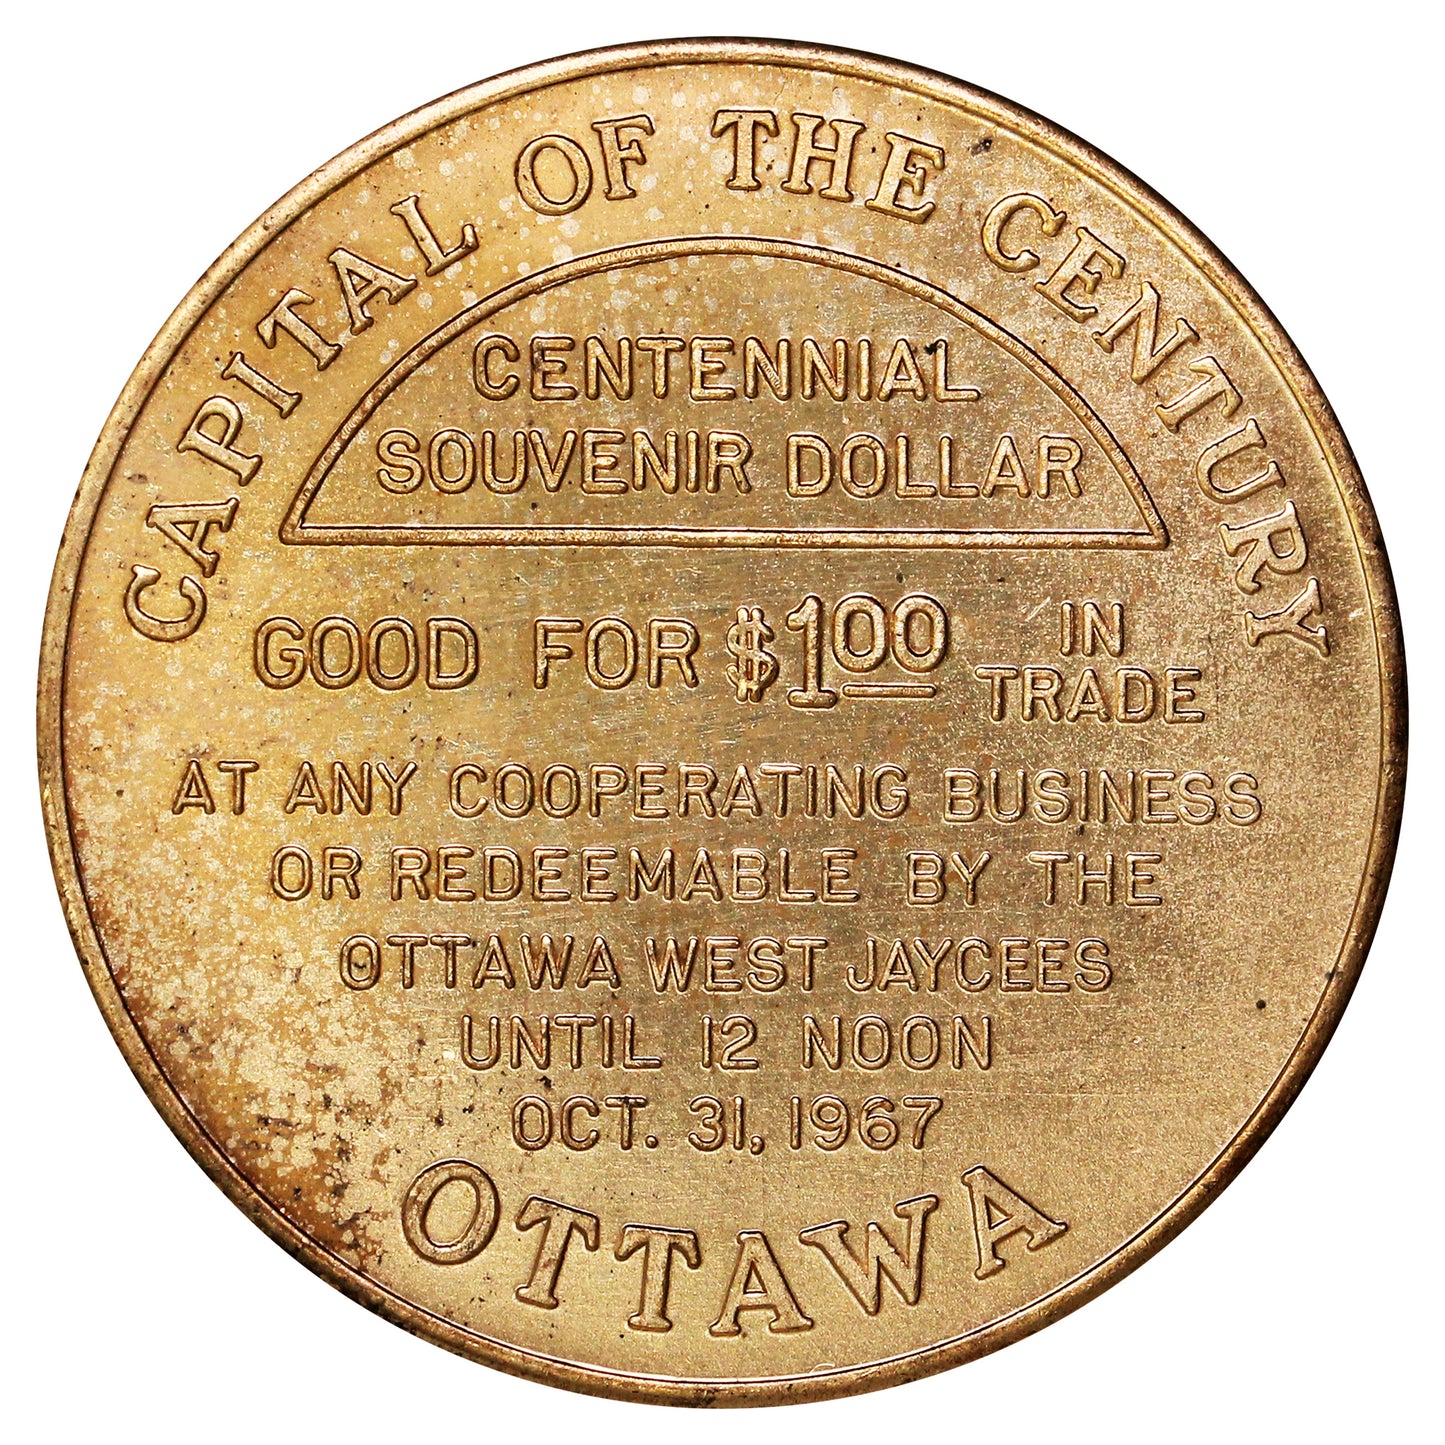 CAPITAL OF THE CENTURY
CENTENNIAL
SOUVENIR DOLLAR
GOOD FOR $1.00 IN TRADE
AT ANY COOPERATING BUSINESS
OR REDEEMABLE BY THE
OTTAWA WEST JAYCEES
UNTIL 12 NOON
OCT. 31, 1967
OTTAWA